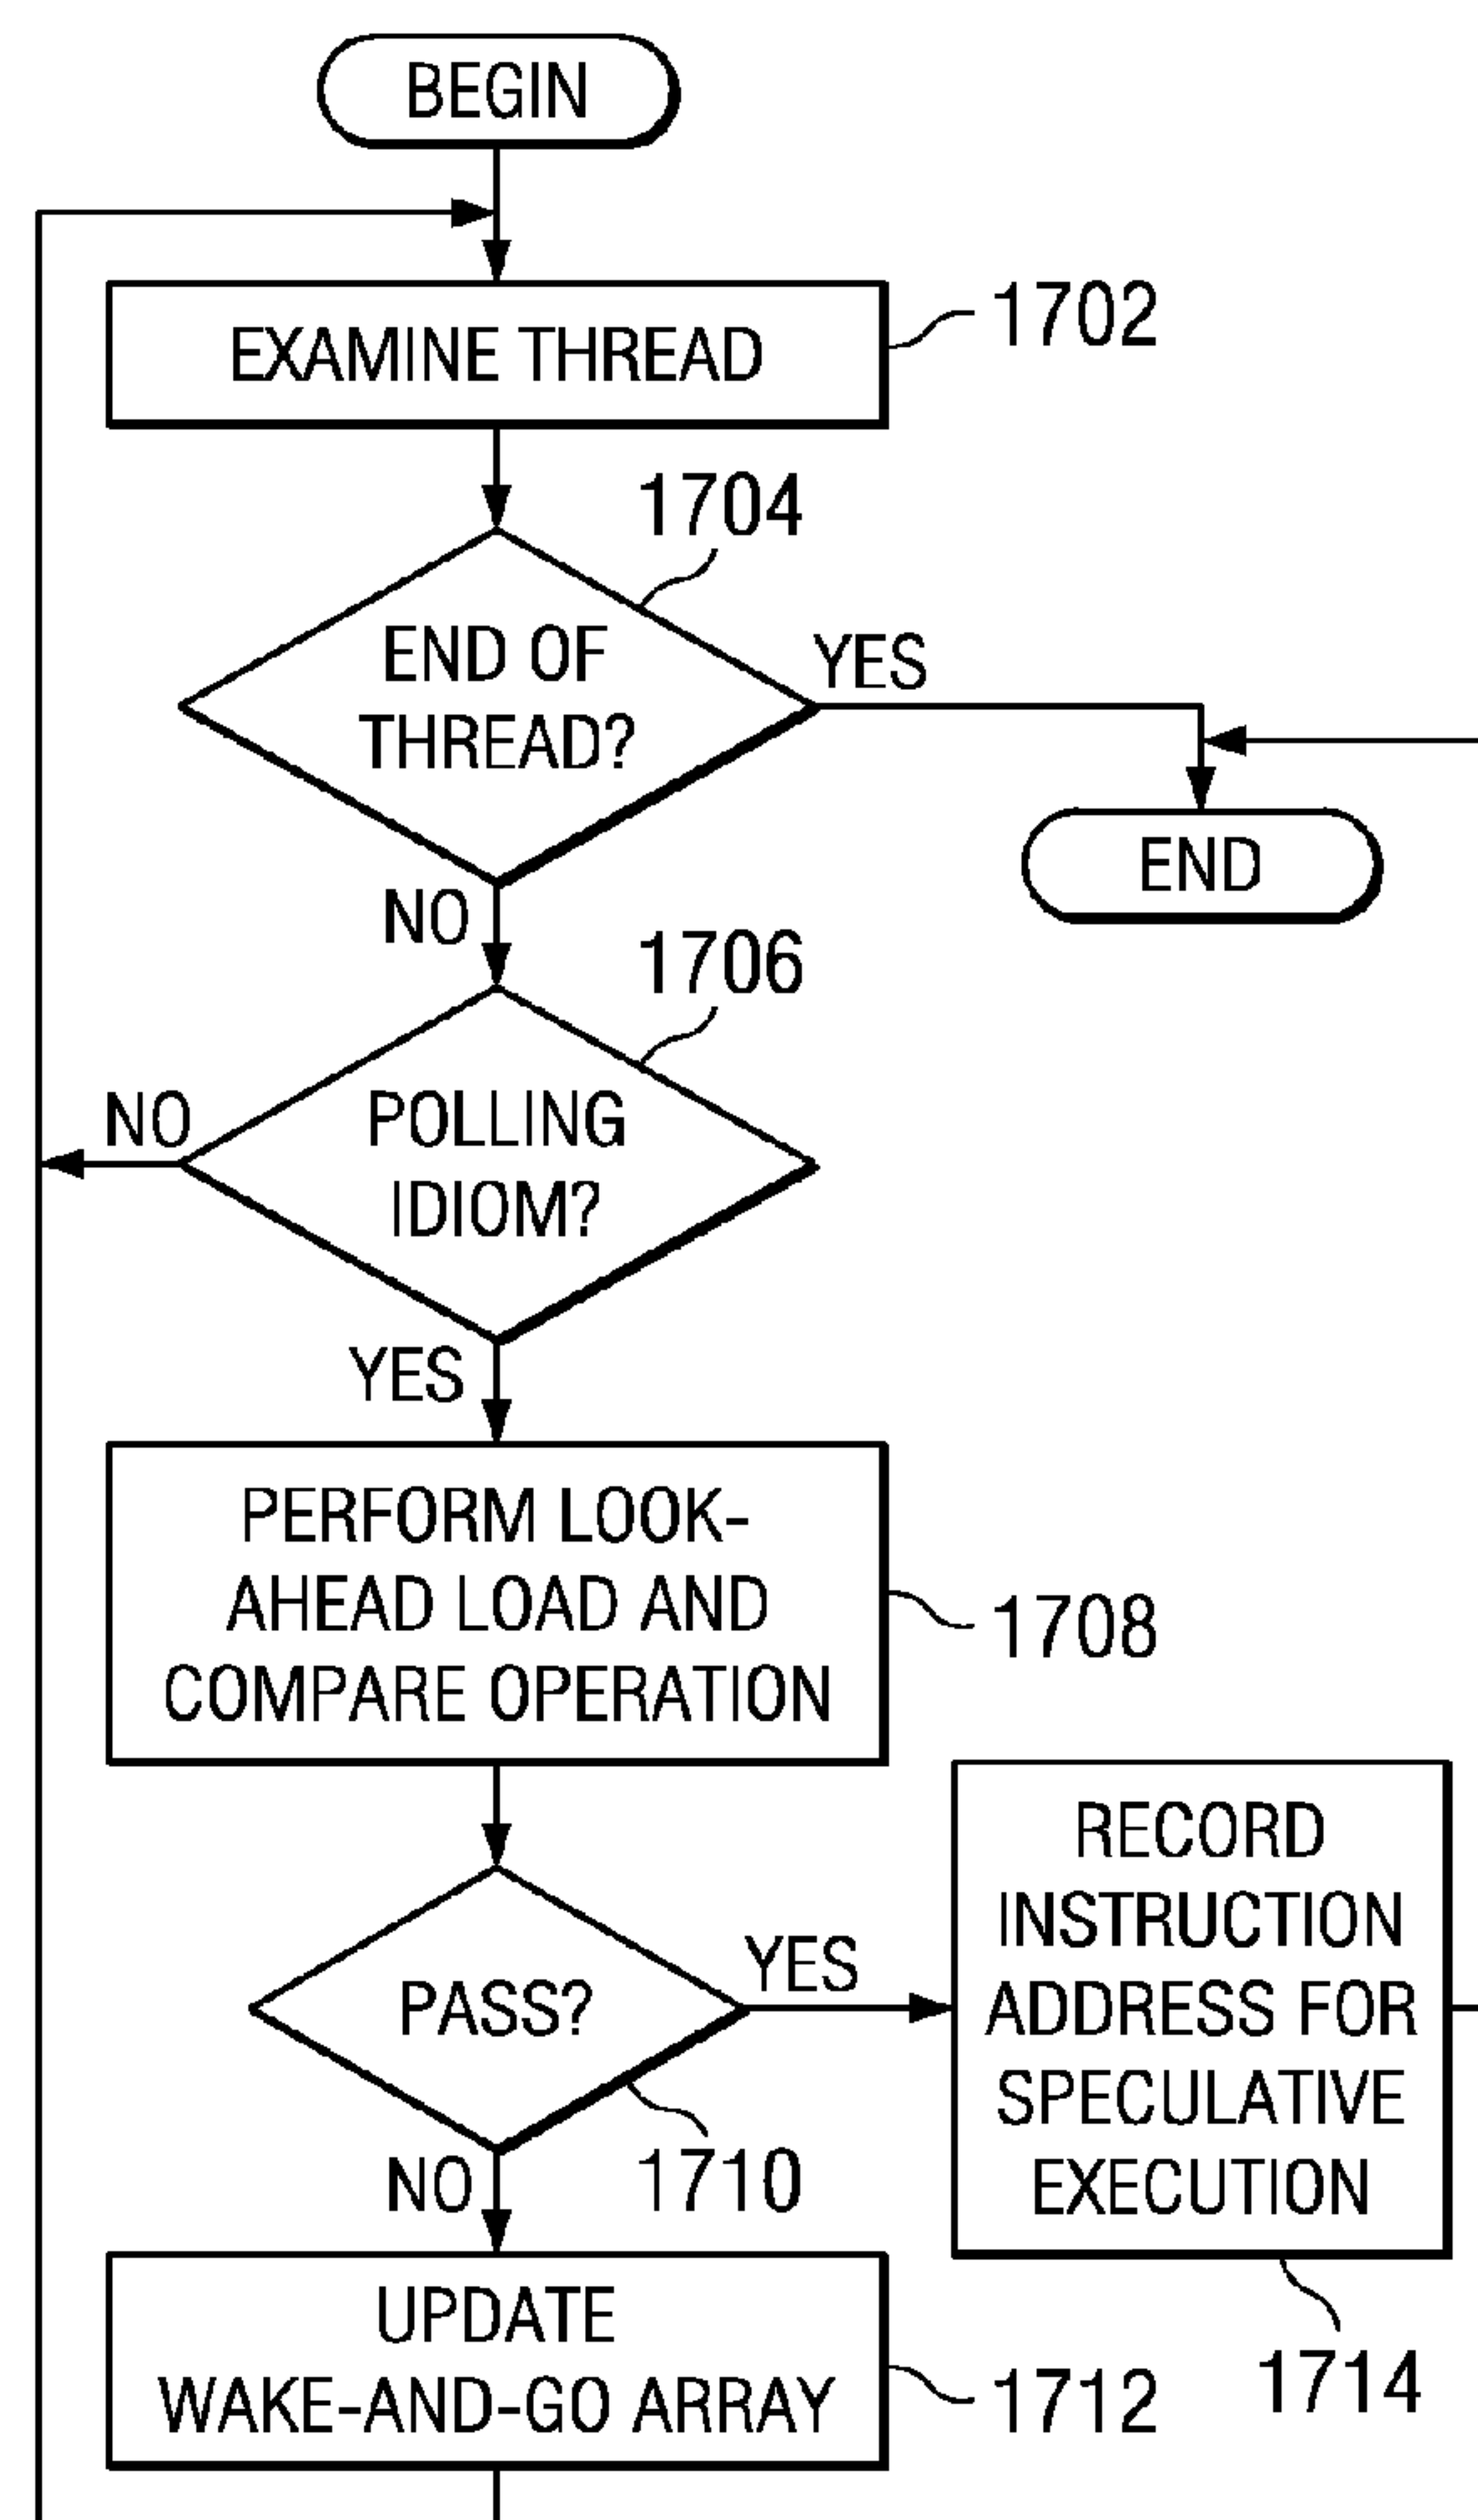 BEGIN
EXAMINE THREAD
1702
1704
END OF
THREAD?
YES
NO
END
1706
POLLING
IDIOM?
NO
YES
PERFORM LOOK-
AHEAD LOAD AND
COMPARE OPERATION
1708
PASS?
YES
NO
1710
RECORD
INSTRUCTION
ADDRESS FOR
SPECULATIVE
EXECUTION
1714
UPDATE
WAKE-AND-GO ARRAY
1712